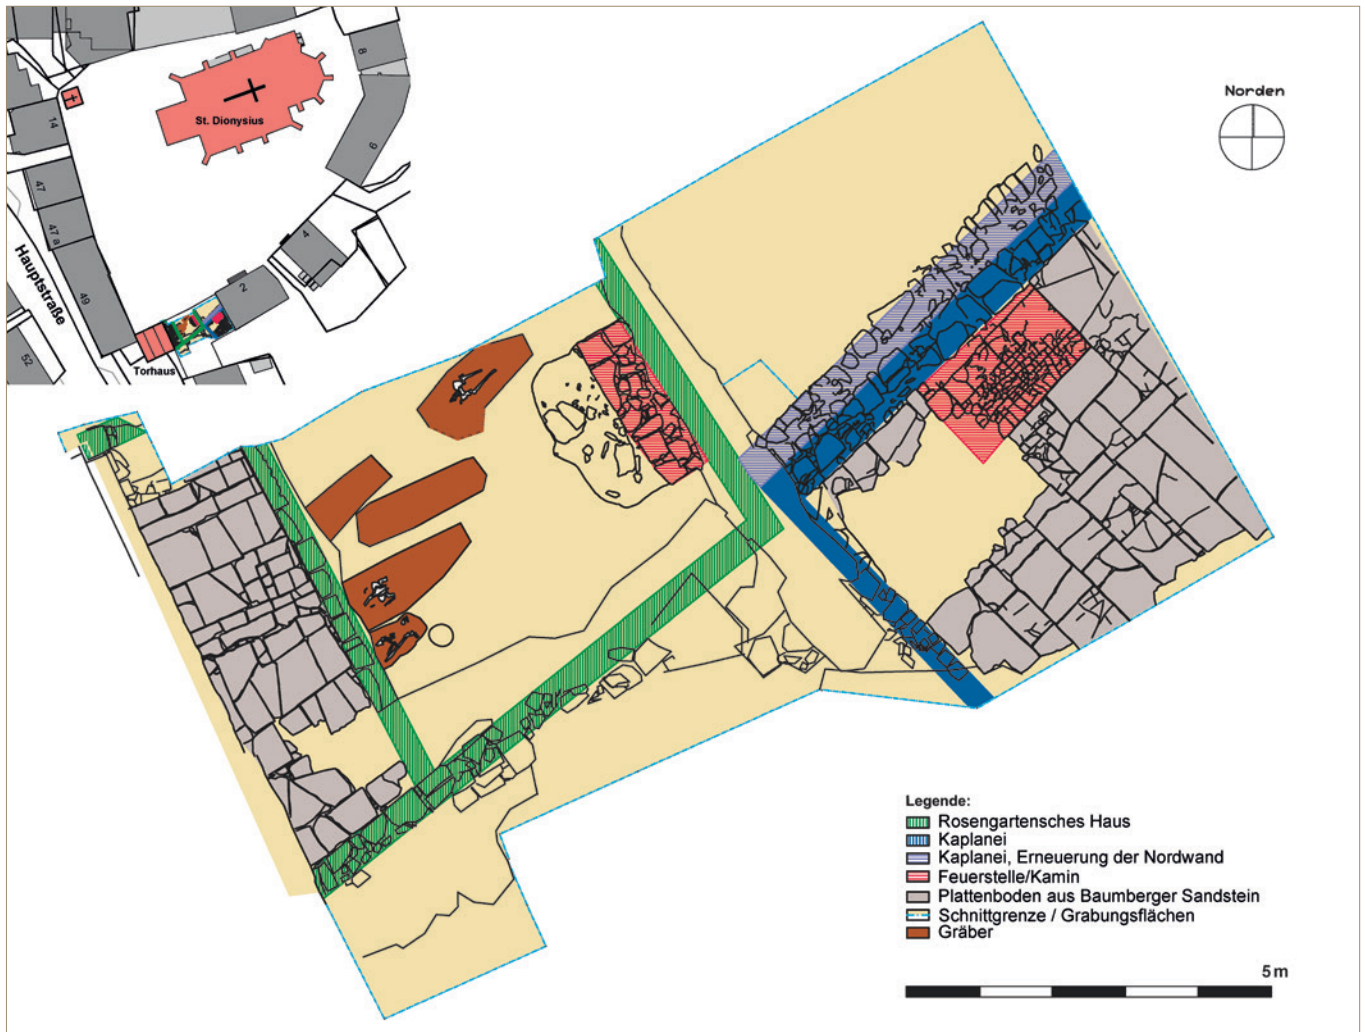 8
St. Dionysius
14
6
47
47 a
4
Hauptstraße
49
2
52
Torhaus
Norden
Legende:
Rosengartensches Haus
Kaplanei
Kaplanei, Erneuerung der Nordwand
Feuerstelle/Kamin
Plattenboden aus Baumberger Sandstein
Schnittgrenze / Grabungsflächen
Gräber
5 m